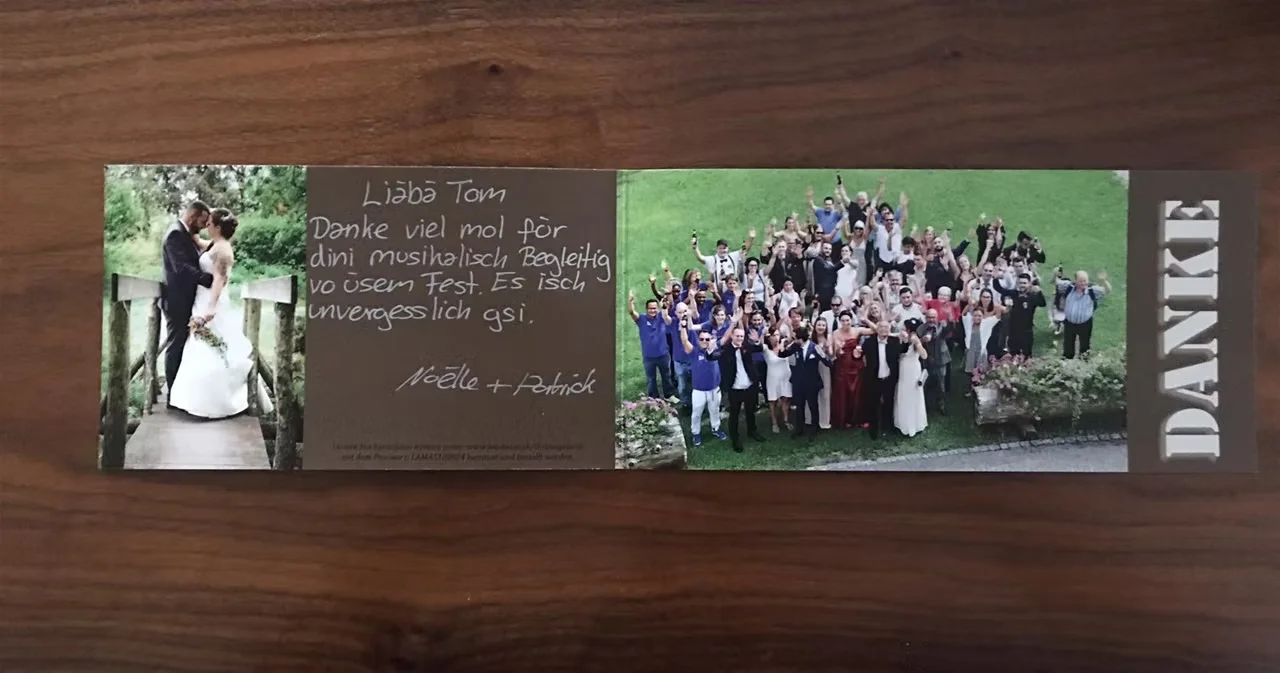 Liäbä Tom
Danke viel mol för
dini musikalisch Begleitig
vo üsem Fest. Es isch
unvergesslich gsi.
Noëlle + Patrick
DANKE